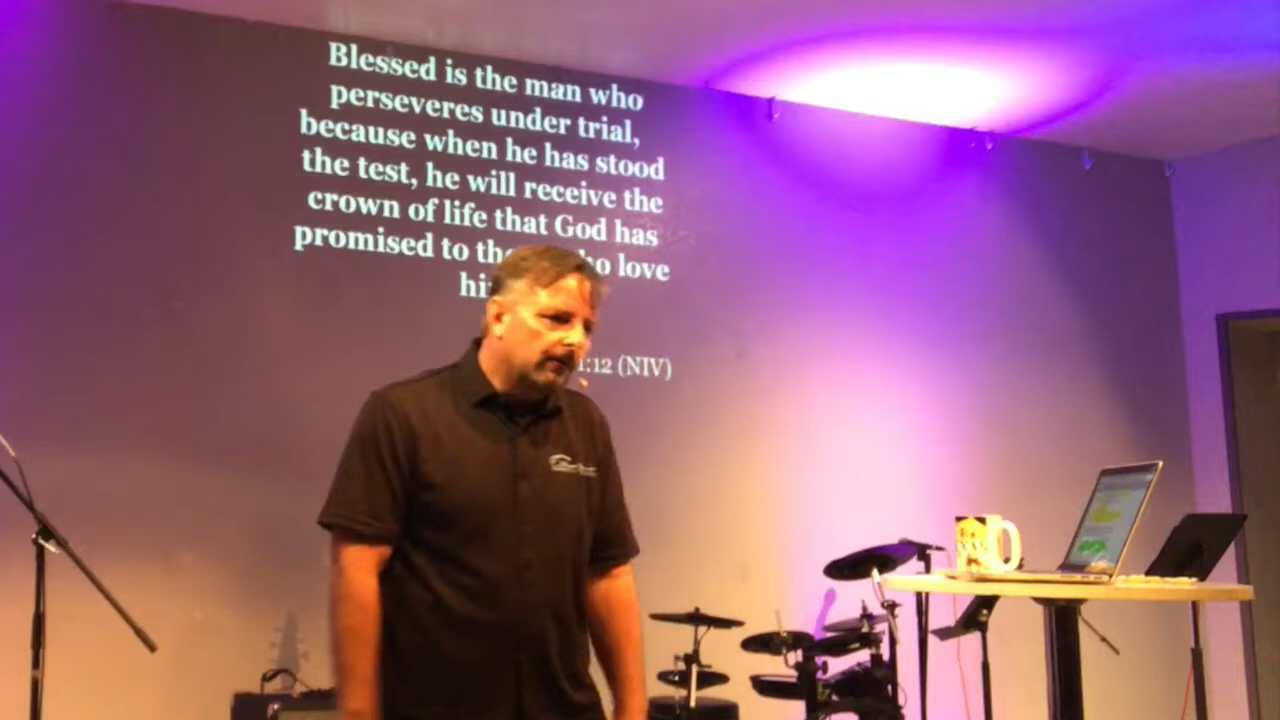 Blessed is the man who
perseveres under trial,
because when he has stood
the test, he will receive the
crown of life that God has
promised to who love
1:12 (NIV)